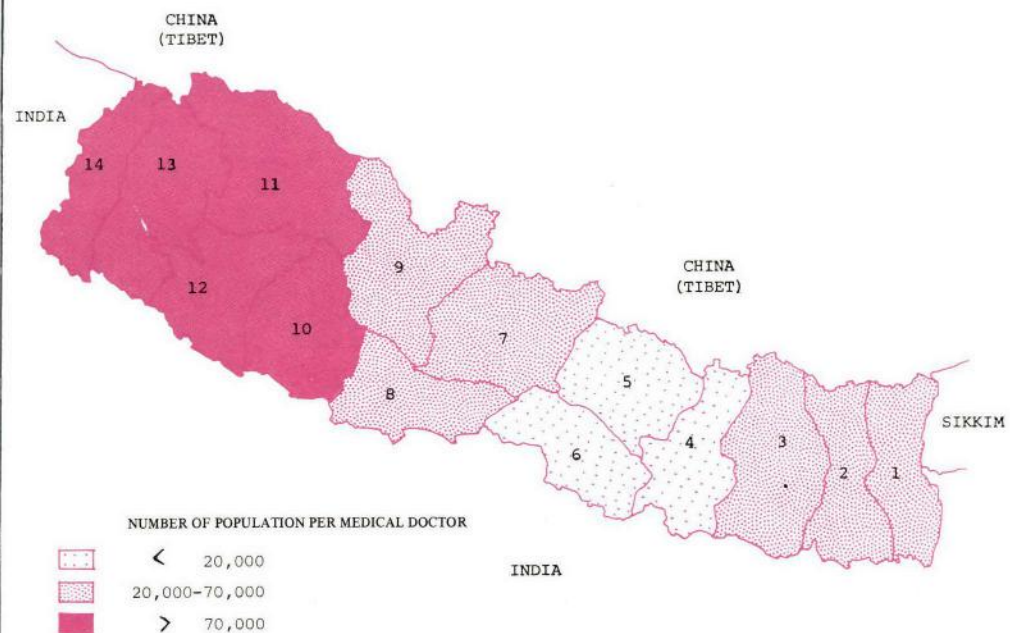 CHINA
(TIBET)
INDIA
14
13
11
9
12
10
CHINA
(TIBET)
7
8
5
6
4
3
2
1
SIKKIM
NUMBER OF POPULATION PER MEDICAL DOCTOR
< 20,000
20,000-70,000
> 70,000
INDIA